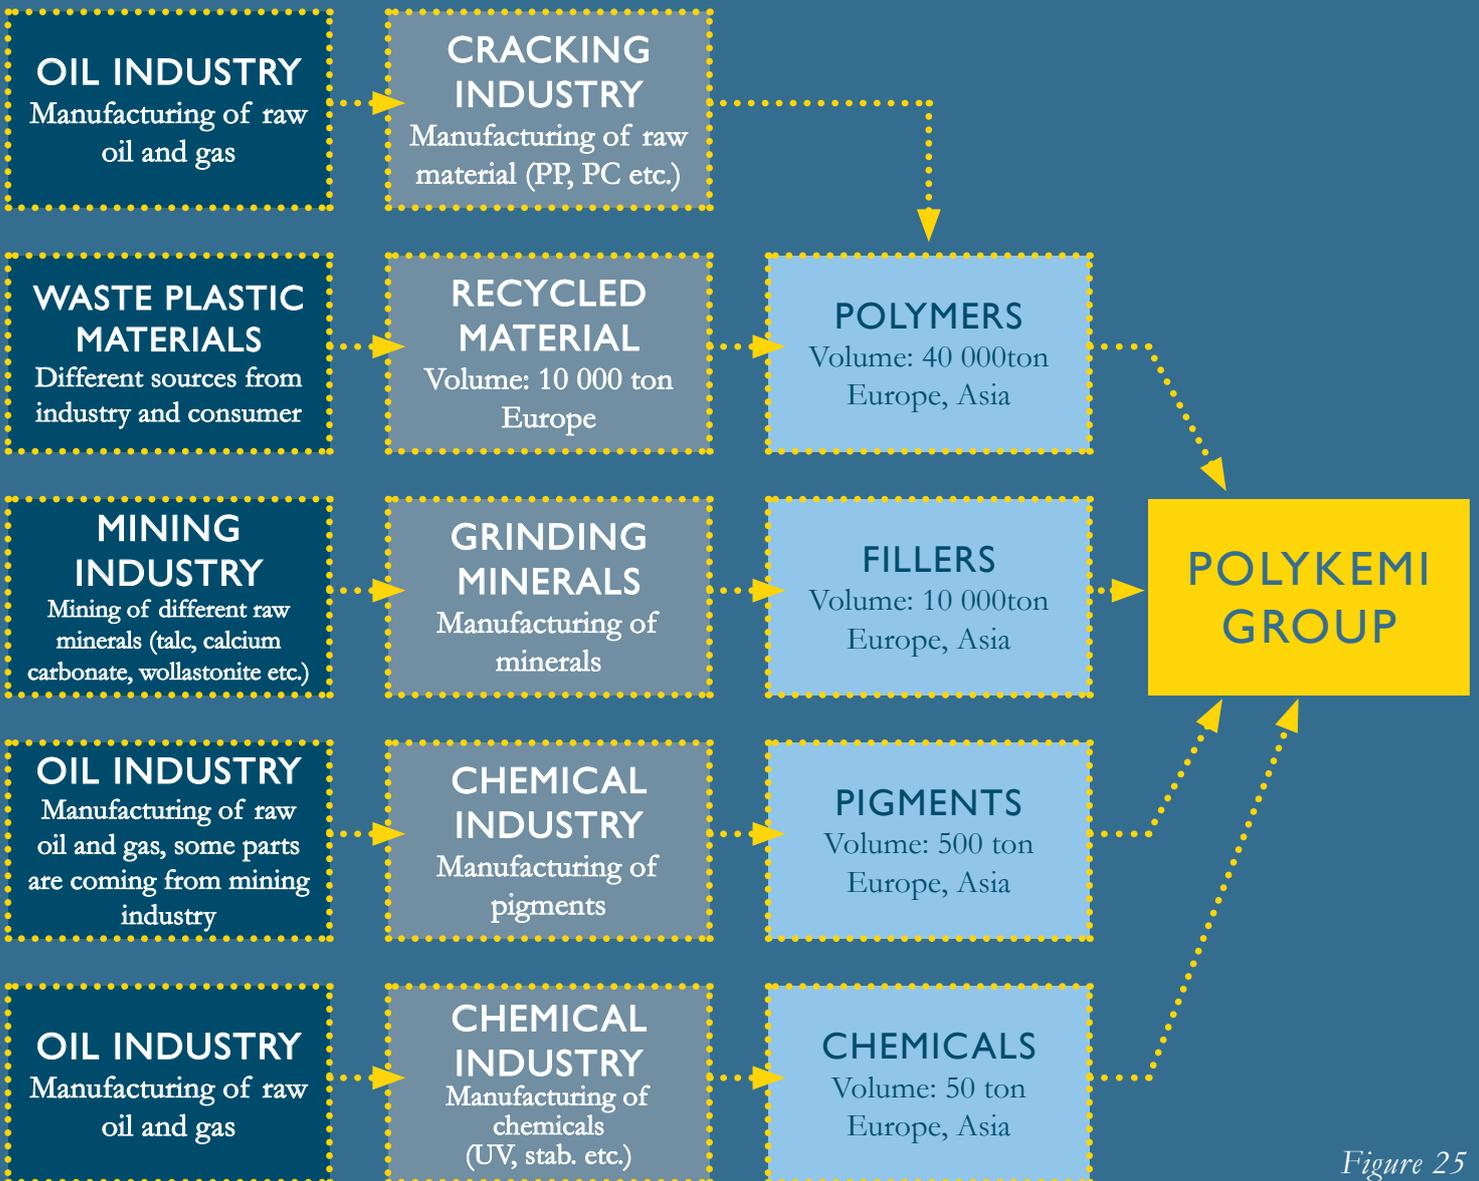 OIL INDUSTRY
Manufacturing of raw
oil and gas
CRACKING
INDUSTRY
Manufacturing of raw
material (PP, PC etc.)
WASTE PLASTIC
MATERIALS
Different sources from
industry and consumer
RECYCLED
MATERIAL
Volume: 10 000 ton
Europe
POLYMERS
Volume: 40 000ton
Europe, Asia
MINING
INDUSTRY
Mining of different raw
minerals (talc, calcium
carbonate, wollastonite etc.)
GRINDING
MINERALS
Manufacturing of
minerals
FILLERS
Volume: 10 000ton
Europe, Asia
POLYKEMI
GROUP
OIL INDUSTRY
Manufacturing of raw
oil and gas, some parts
are coming from mining
industry
CHEMICAL
INDUSTRY
Manufacturing of
pigments
PIGMENTS
Volume: 500 ton
Europe, Asia
OIL INDUSTRY
Manufacturing of raw
oil and gas
CHEMICAL
INDUSTRY
Manufacturing of
chemicals
(UV, stab. etc.)
CHEMICALS
Volume: 50 ton
Europe, Asia
Figure 25